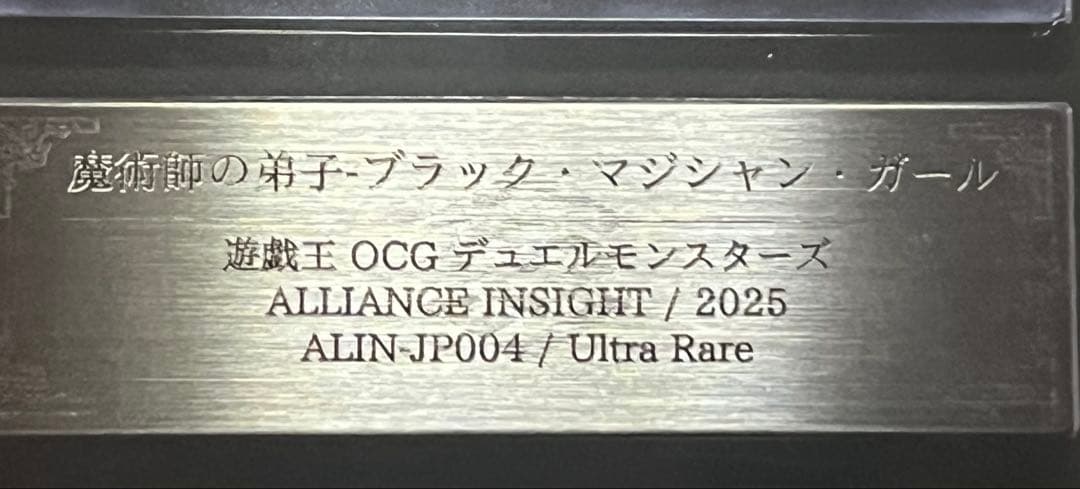 魔術師の弟子-ブラック・マジシャン・ガール
遊戯王 OCG デュエルモンスターズ
ALLIANCE INSIGHT / 2025
ALIN-JP004 / Ultra Rare